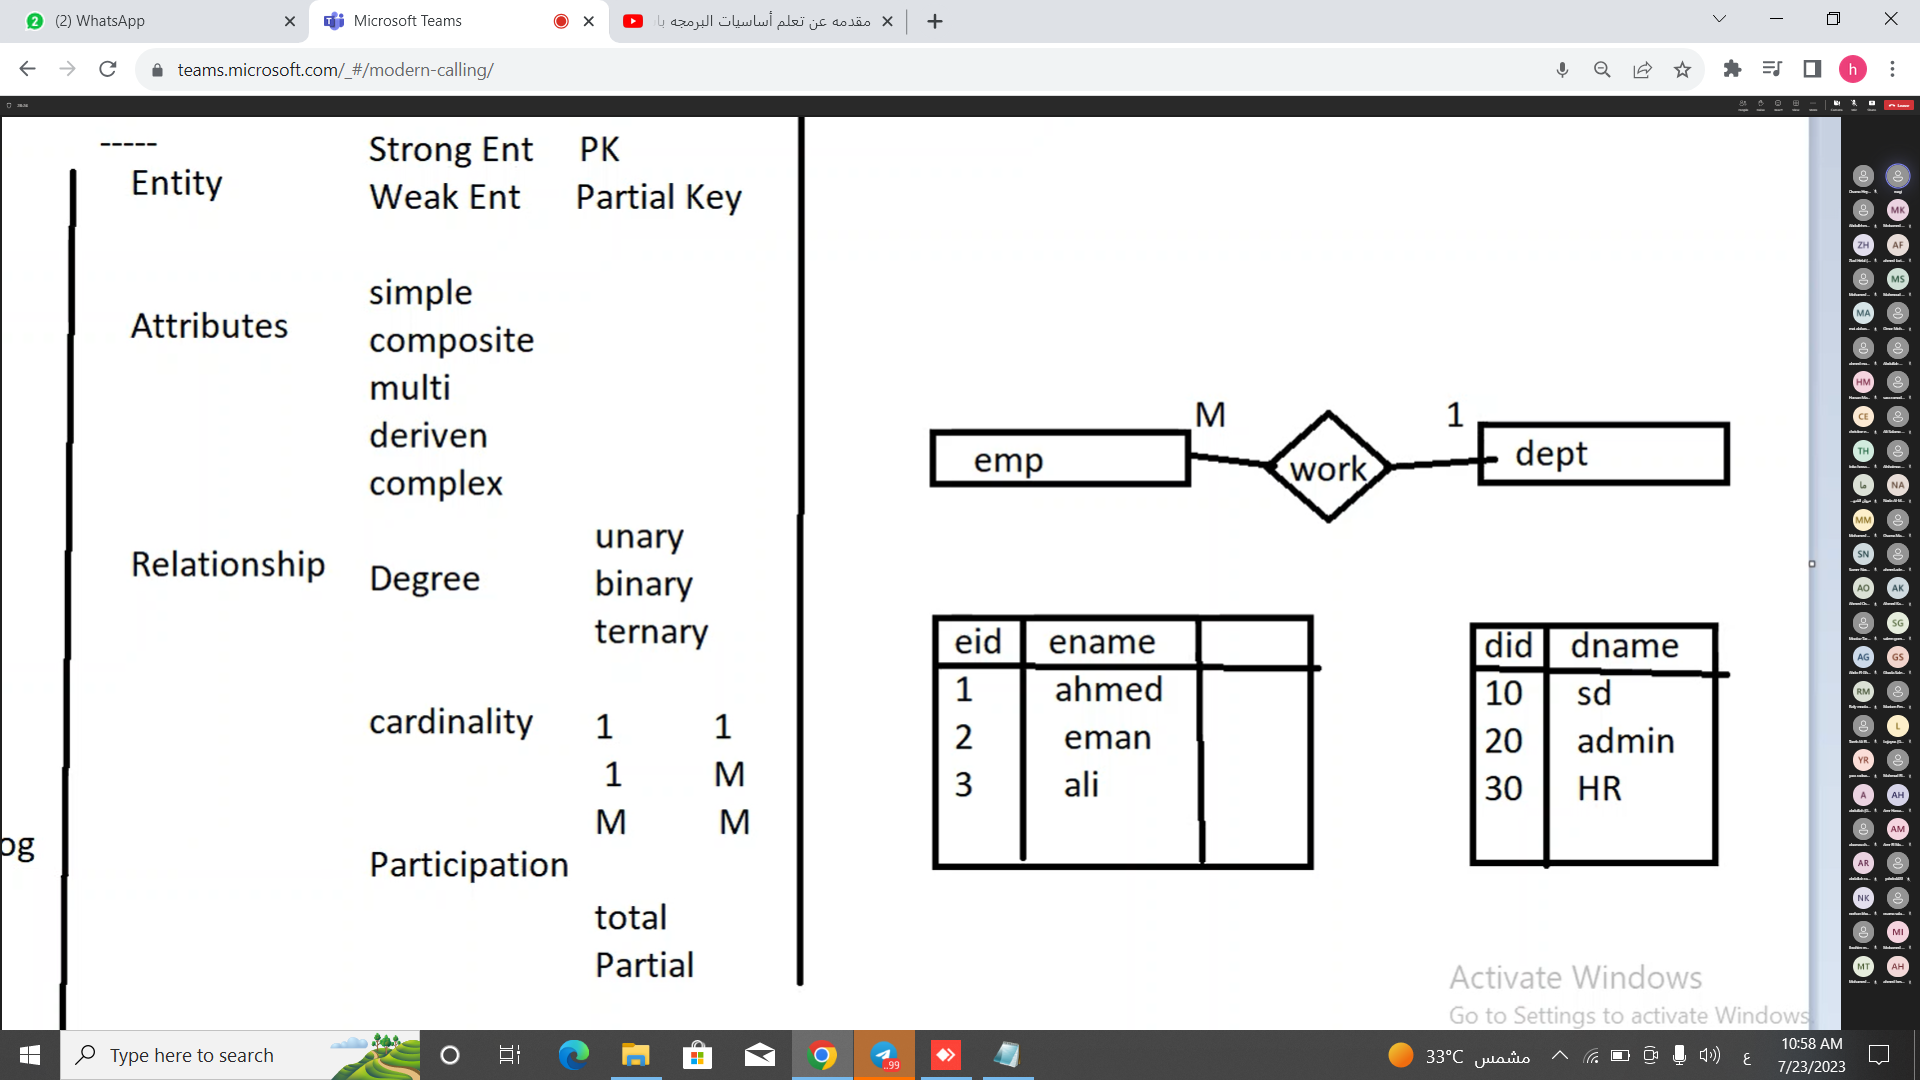 (2) WhatsApp
Microsoft Teams
مقدمه عن تعلم أساسيات البرمجه با
teams.microsoft.com/_#/modern-calling/
h
-----
Entity
Strong Ent PK
Weak Ent Partial Key
Attributes
simple
composite
multi
deriven
complex
Relationship
Degree
unary
binary
ternary
cardinality
1 1
1 M
M M
Participation
total
Partial
og
emp
M
work
1
dept
eid ename
1 ahmed
2 eman
3 ali
did dname
10 sd
20 admin
30 HR
MK
ZH AF
MS
MA
HM
CE
TH
ما NA
MM
SN
AO AK
SG
AG GS
RM
L
YR
A AH
AM
AR
NK
MI
MT AH
Activate Windows
Go to Settings to activate Windows.
Type here to search
..99
33°C مشمس
ع
10:58 AM
7/23/2023